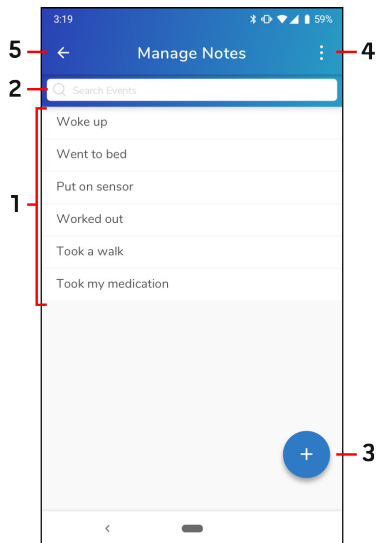 3:19 59%
5 Manage Notes 4
2 Search Events
Woke up
Went to bed
Put on sensor
1 Worked out
Took a walk
Took my medication
+ 3